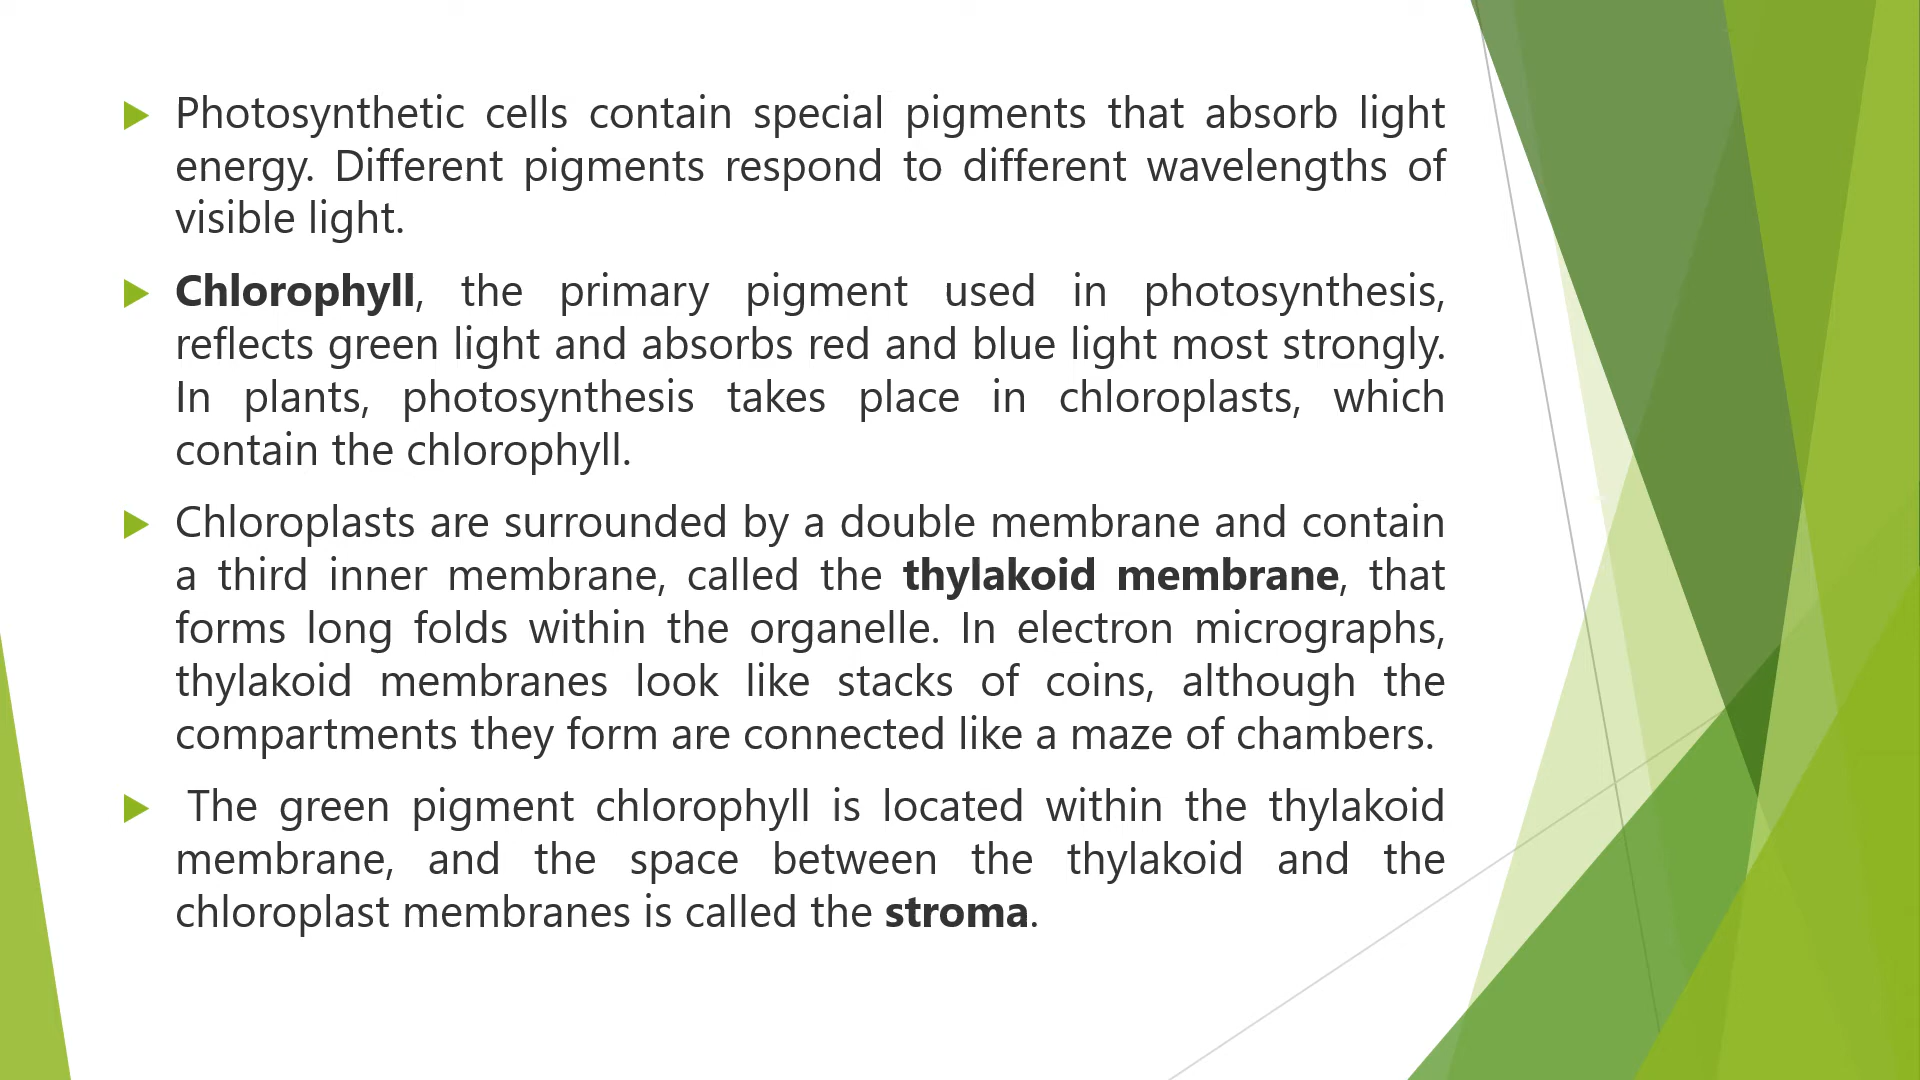 Photosynthetic cells contain special pigments that absorb light
energy. Different pigments respond to different wavelengths of
visible light.
Chlorophyll, the primary pigment used in photosynthesis,
reflects green light and absorbs red and blue light most strongly.
In plants, photosynthesis takes place in chloroplasts, which
contain the chlorophyll.
Chloroplasts are surrounded by a double membrane and contain
a third inner membrane, called the thylakoid membrane, that
forms long folds within the organelle. In electron micrographs,
thylakoid membranes look like stacks of coins, although the
compartments they form are connected like a maze of chambers.
The green pigment chlorophyll is located within the thylakoid
membrane, and the space between the thylakoid and the
chloroplast membranes is called the stroma.